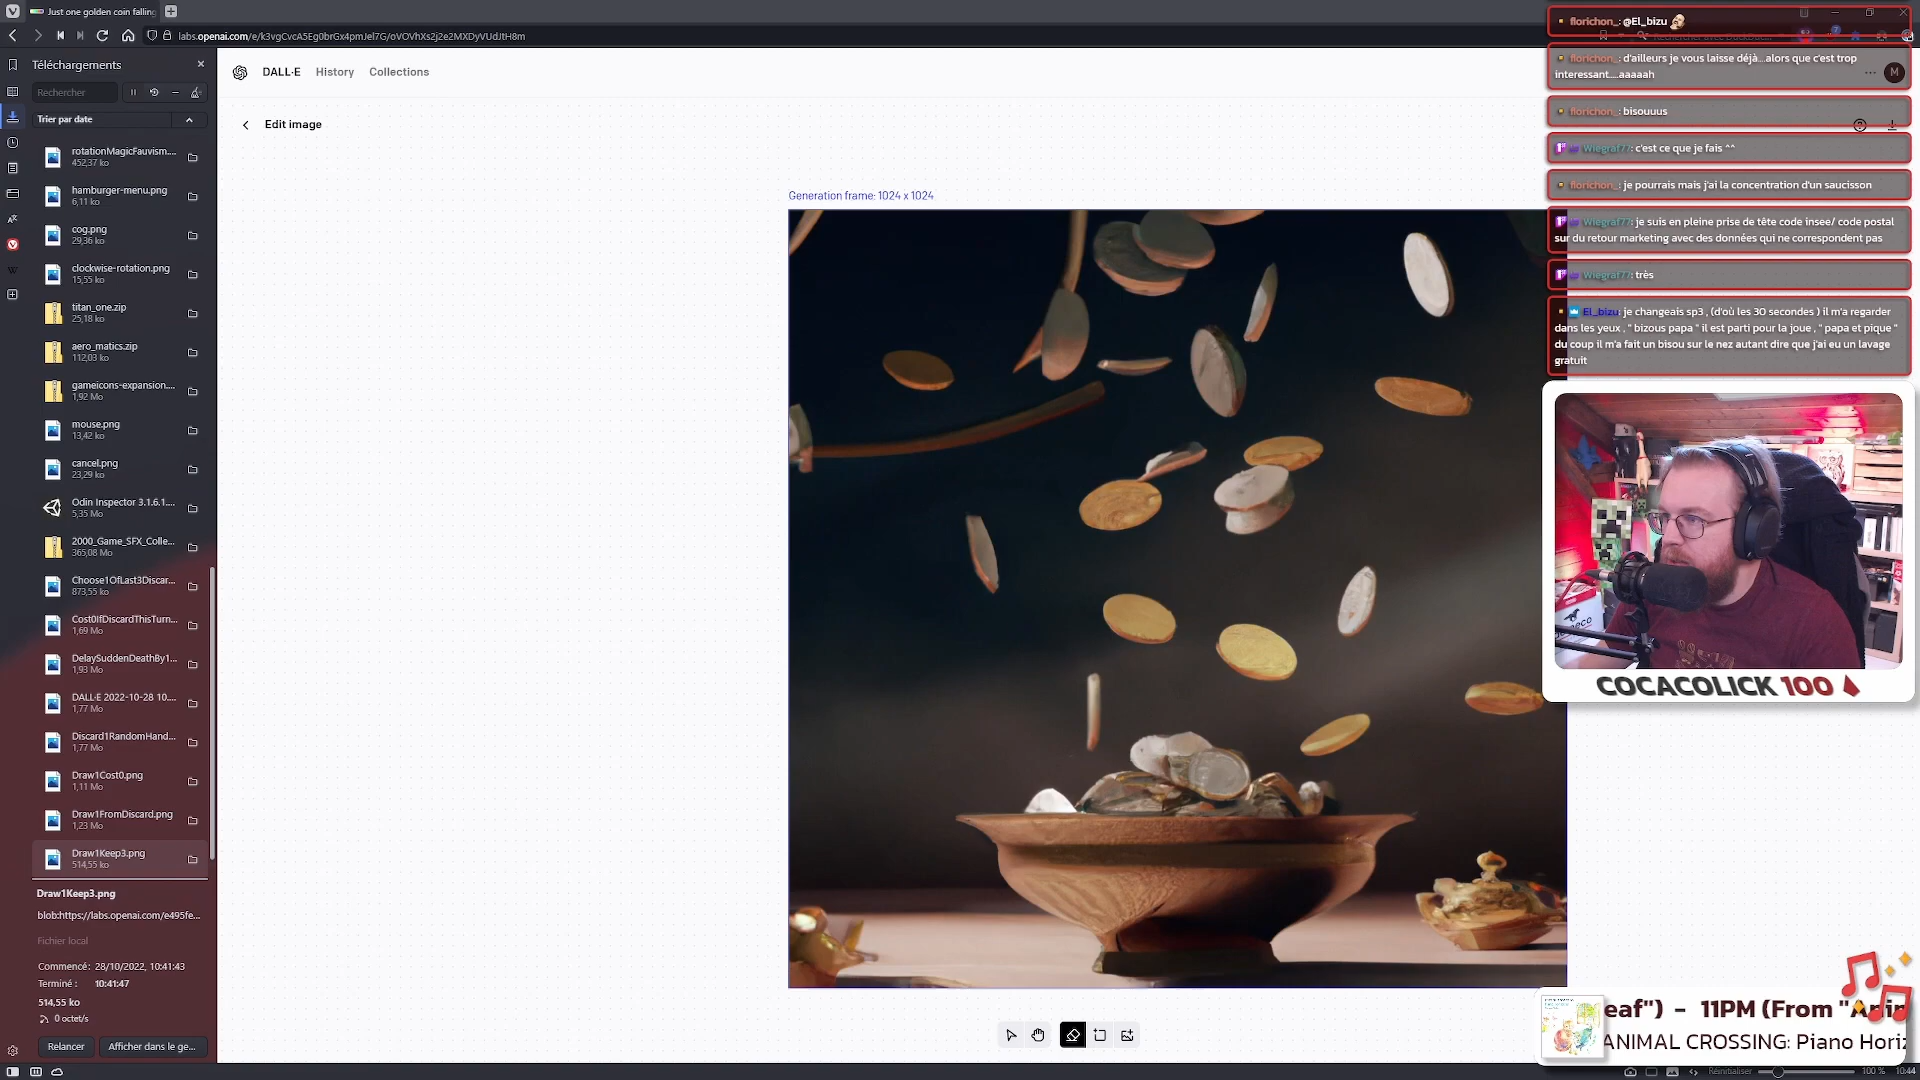 Just one golden coin falling
labs.openai.com/e/k3vgCvcA5Eg0brGx4pmJel7G/oVOVhXs2j2e2MXDyVUdJtH8m
Téléchargements
Rechercher
Trier par date
rotationMagicFauvism....
452,37 ko
hamburger-menu.png
6,11 ko
cog.png
29,36 ko
clockwise-rotation.png
15,55 ko
titan_one.zip
25,18 ko
aero_matics.zip
112,03 ko
gameicons-expansion....
1,92 Mo
mouse.png
13,42 ko
cancel.png
23,29 ko
Odin Inspector 3.1.6.1....
5,35 Mo
2000_Game_SFX_Colle...
365,08 Mo
Choose1OfLast3Discar...
873,55 ko
Cost0IfDiscardThisTurn...
1,69 Mo
DelaySuddenDeathBy1...
1,93 Mo
DALL·E 2022-10-28 10....
1,77 Mo
Discard1RandomHand...
1,77 Mo
Draw1Cost0.png
1,11 Mo
Draw1FromDiscard.png
1,23 Mo
Draw1Keep3.png
514,55 ko
Draw1Keep3.png
blob:https://labs.openai.com/e495fe...
Fichier local
Commencé: 28/10/2022, 10:41:43
Terminé : 10:41:47
514,55 ko
0 octet/s
Relancer
Afficher dans le ge...
DALL·E
History
Collections
Edit image
Generation frame: 1024 x 1024
florichon_: @El_bizu
florichon_: d'ailleurs je vous laisse déjà...alors que c'est trop
interessant.....aaaaah
M
florichon_: bisouuus
Wiegraf77: c'est ce que je fais ^^
florichon_: je pourrais mais j'ai la concentration d'un saucisson
Wiegraf77: je suis en pleine prise de tête code insee/ code postal
sur du retour marketing avec des données qui ne correspondent pas
Wiegraf77: très
El_bizu: je changeais sp3 , (d'où les 30 secondes ) il m'a regarder
dans les yeux , " bizous papa " il est parti pour la joue , " papa et pique "
du coup il m'a fait un bisou sur le nez autant dire que j'ai eu un lavage
gratuit
COCACOLICK 100
eaf") - 11PM (From "Ani
ANIMAL CROSSING: Piano Horiz
Réinitialiser
100 %
10:44